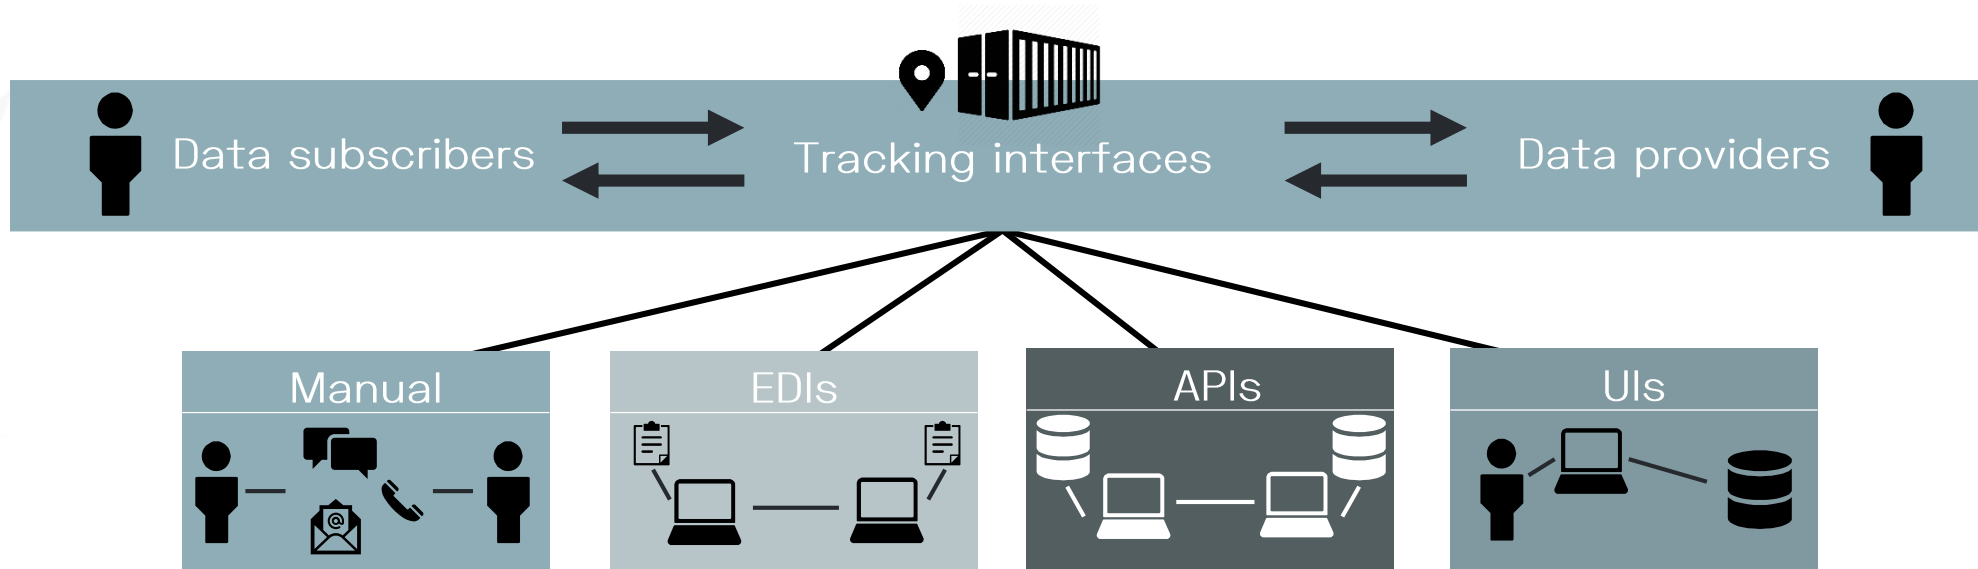 Data subscribers
Tracking interfaces
Data providers
Manual
EDIs
APIs
UIs
@